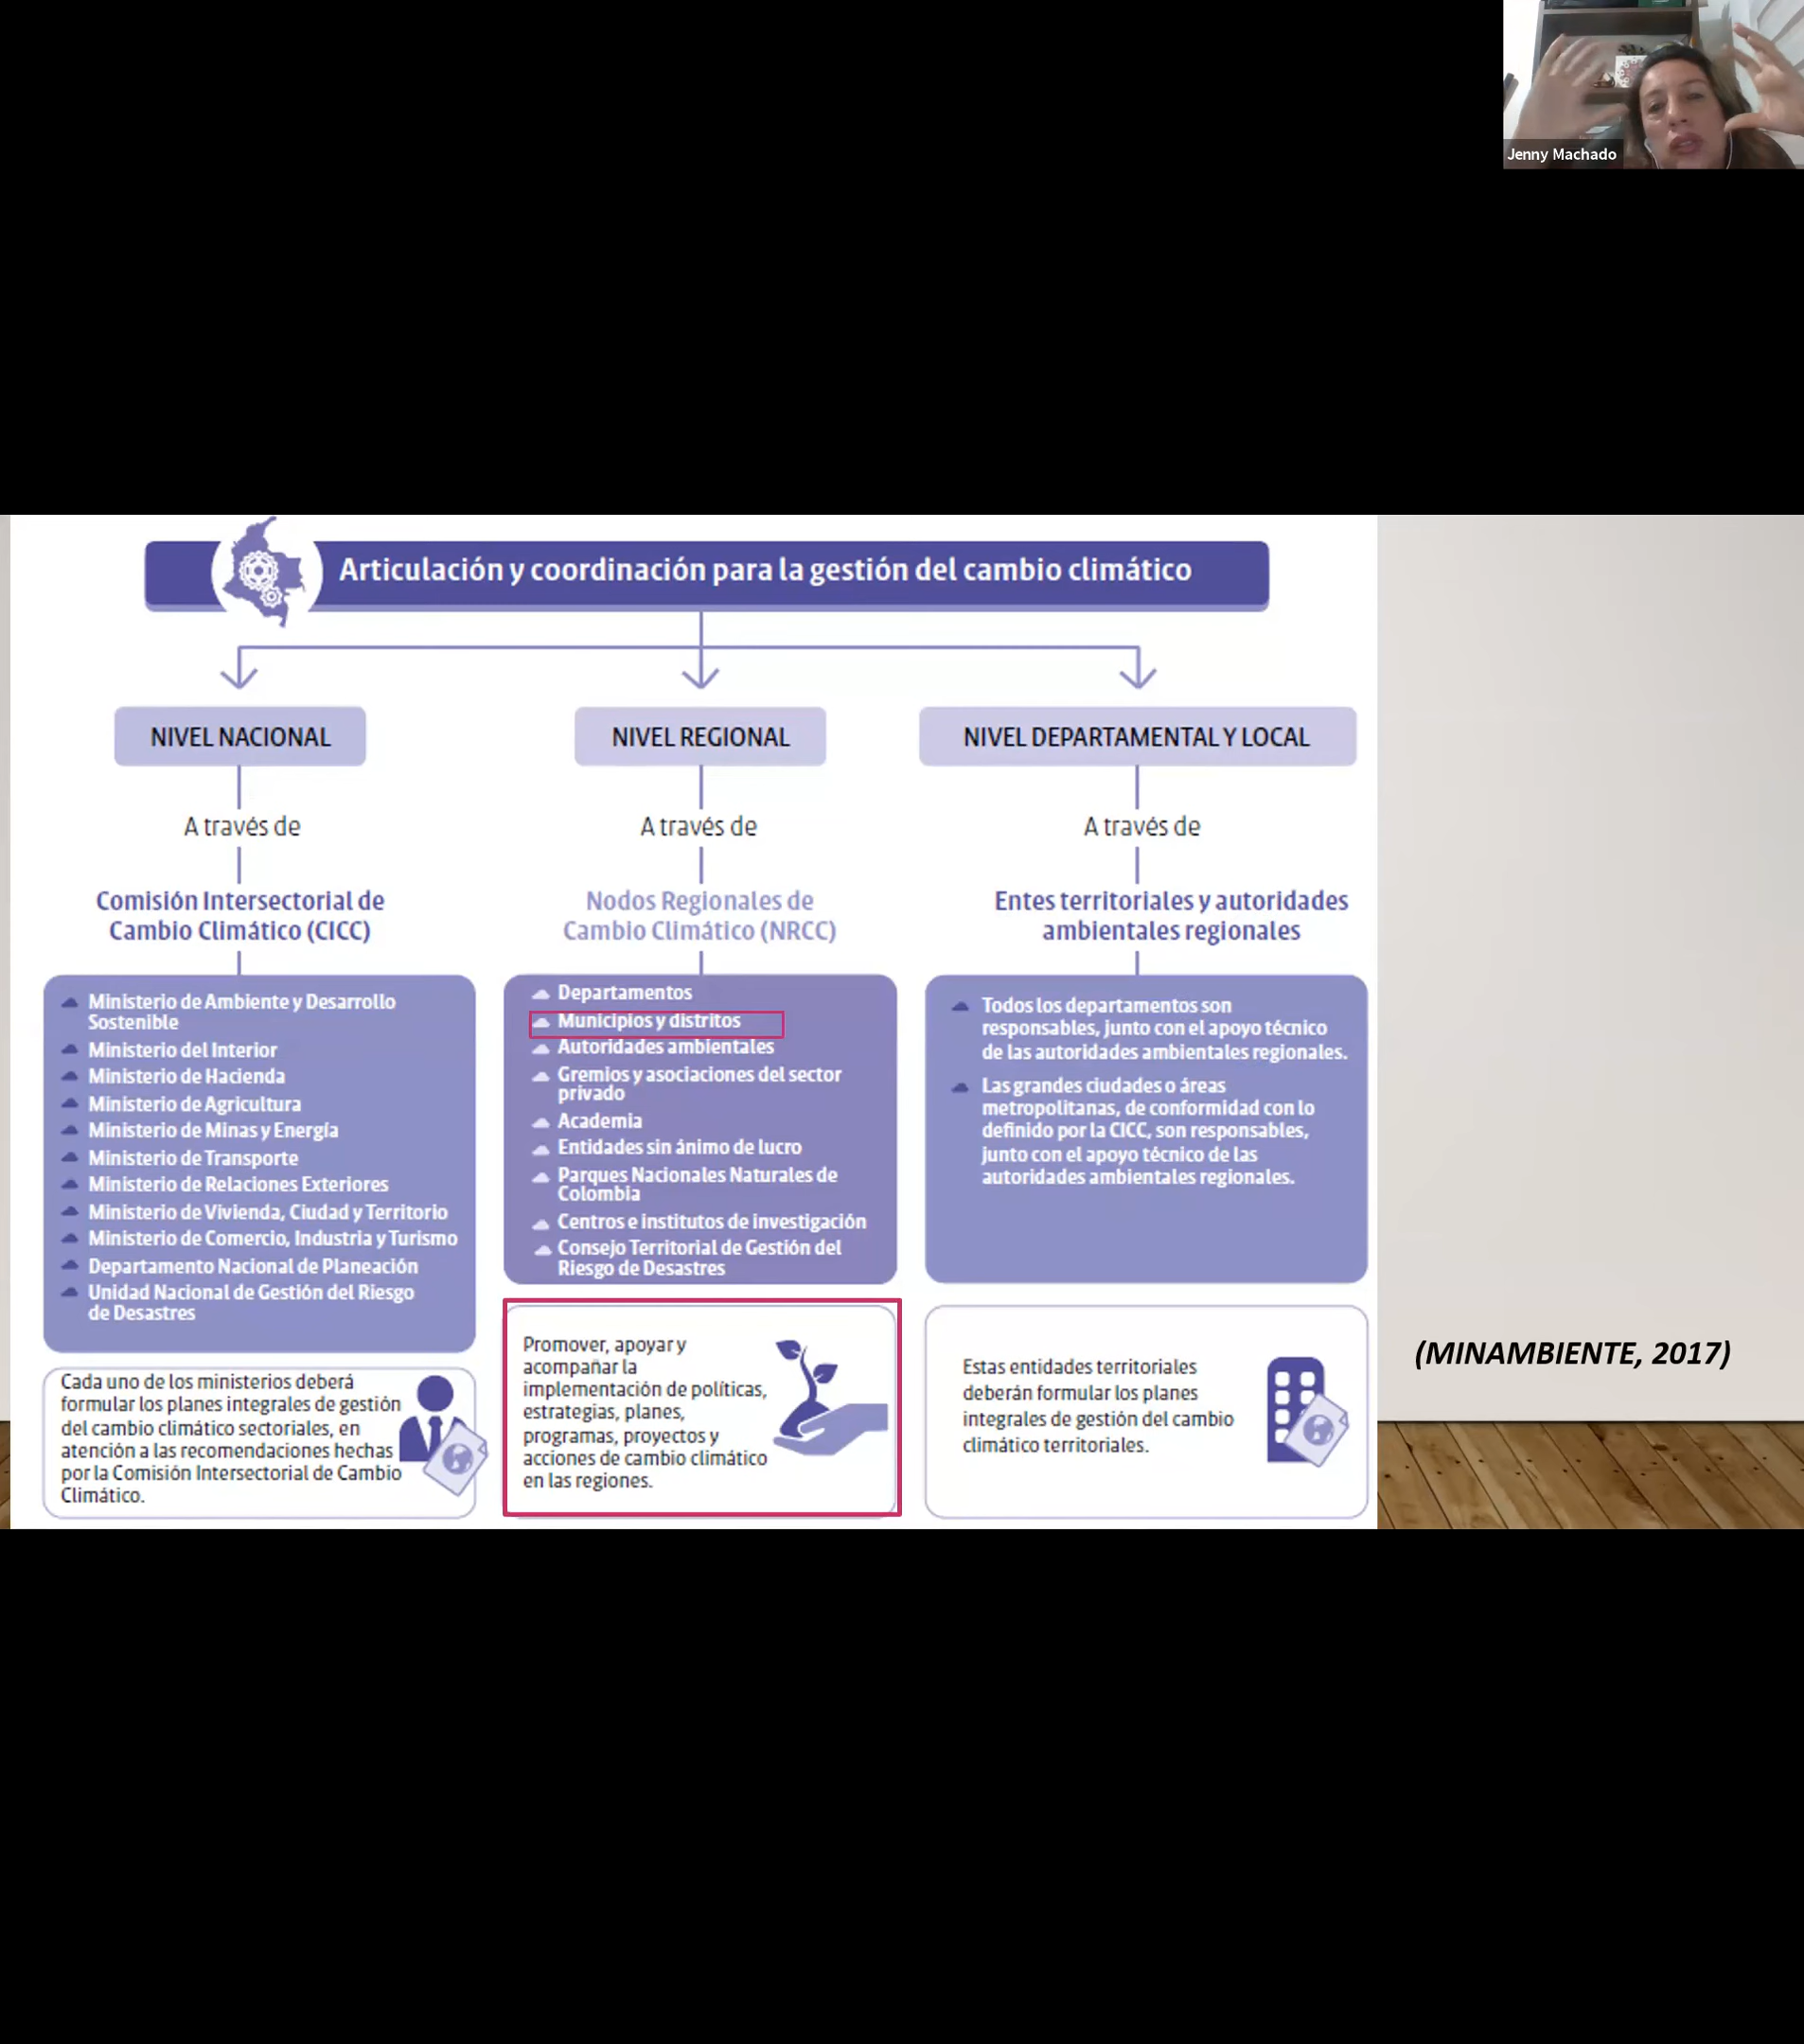 Jenny Machado
Articulación y coordinación para la gestión del cambio climático
NIVEL NACIONAL
A través de
Comisión Intersectorial de
Cambio Climático (CICC)
Ministerio de Ambiente y Desarrollo
Sostenible
Ministerio del Interior
Ministerio de Hacienda
Ministerio de Agricultura
Ministerio de Minas y Energía
Ministerio de Transporte
Ministerio de Relaciones Exteriores
Ministerio de Vivienda, Ciudad y Territorio
Ministerio de Comercio, Industria y Turismo
Departamento Nacional de Planeación
Unidad Nacional de Gestión del Riesgo
de Desastres
Cada uno de los ministerios deberá
formular los planes integrales de gestión
del cambio climático sectoriales, en
atención a las recomendaciones hechas
por la Comisión Intersectorial de Cambio
Climático.
NIVEL REGIONAL
A través de
Nodos Regionales de
Cambio Climático (NRCC)
Departamentos
Municipios y distritos
Autoridades ambientales
Gremios y asociaciones del sector
privado
Academia
Entidades sin ánimo de lucro
Parques Nacionales Naturales de
Colombia
Centros e institutos de investigación
Consejo Territorial de Gestión del
Riesgo de Desastres
Promover, apoyar y
acompañar la
implementación de políticas,
estrategias, planes,
programas, proyectos y
acciones de cambio climático
en las regiones.
NIVEL DEPARTAMENTAL Y LOCAL
A través de
Entes territoriales y autoridades
ambientales regionales
Todos los departamentos son
responsables, junto con el apoyo técnico
de las autoridades ambientales regionales.
Las grandes ciudades o áreas
metropolitanas, de conformidad con lo
definido por la CICC, son responsables,
junto con el apoyo técnico de las
autoridades ambientales regionales.
Estas entidades territoriales
deberán formular los planes
integrales de gestión del cambio
climático territoriales.
(MINAMBIENTE, 2017)